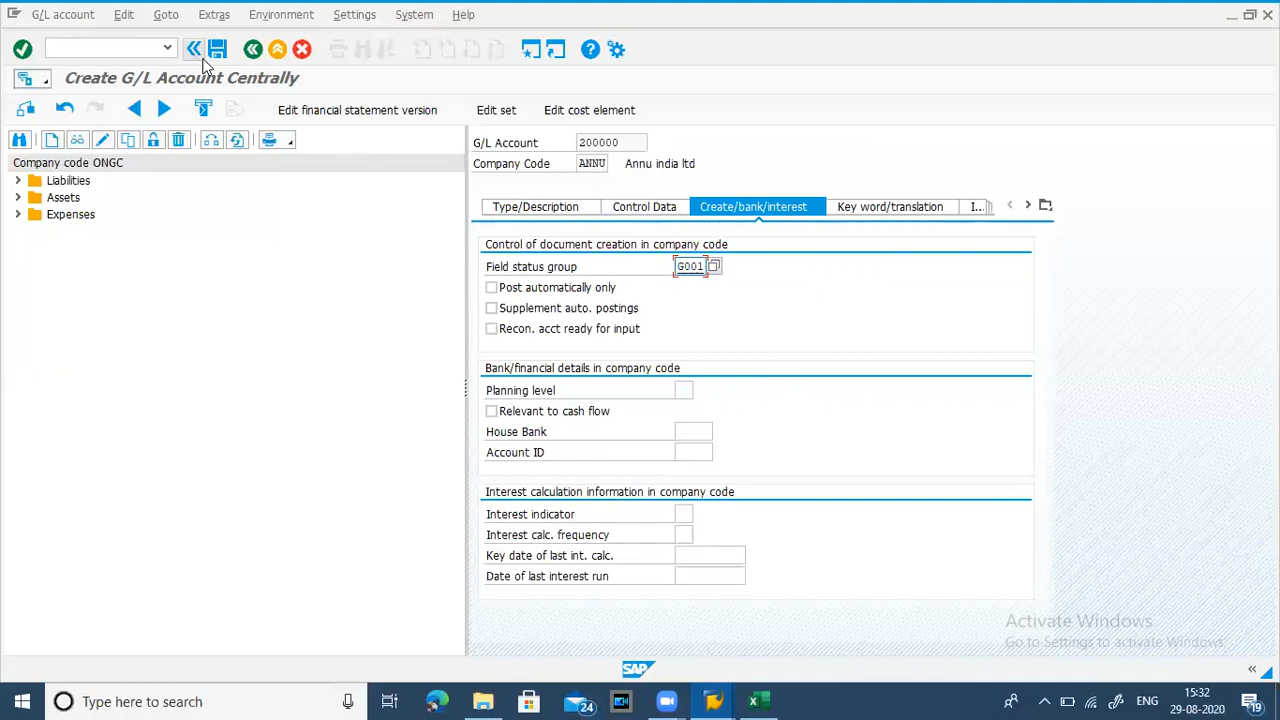 G/L account Edit Goto Extras Environment Settings System Help
Create G/L Account Centrally
Edit financial statement version Edit set Edit cost element
Company code ONGC
Liabilities
Assets
Expenses
G/L Account 200000
Company Code ANNU Annu india ltd
Type/Description Control Data Create/bank/interest Key word/translation I...
Control of document creation in company code
Field status group G001
Post automatically only
Supplement auto. postings
Recon. acct ready for input
Bank/financial details in company code
Planning level
Relevant to cash flow
House Bank
Account ID
Interest calculation information in company code
Interest indicator
Interest calc. frequency
Key date of last int. calc.
Date of last interest run
Activate Windows
Go to Settings to activate Windows.
SAP
Type here to search
24
ENG
15:32
29-08-2020
19